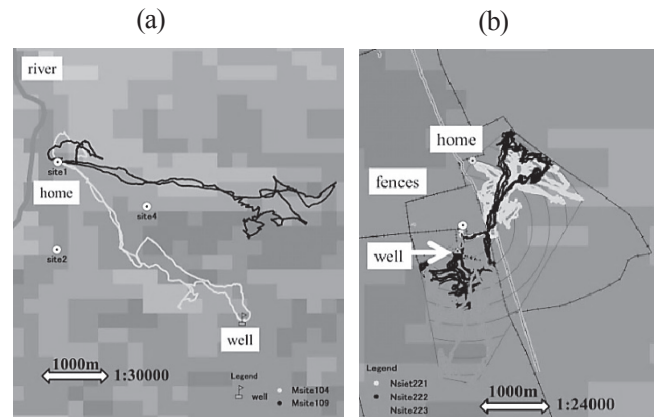 (a)
river
site1
home
site4
site2
well
1000m
1:30000
Legend
well
Msite104
Msite109
(b)
home
fences
well
Legend
Nsiet221
Nsite222
Nsite223
1000m
1:24000